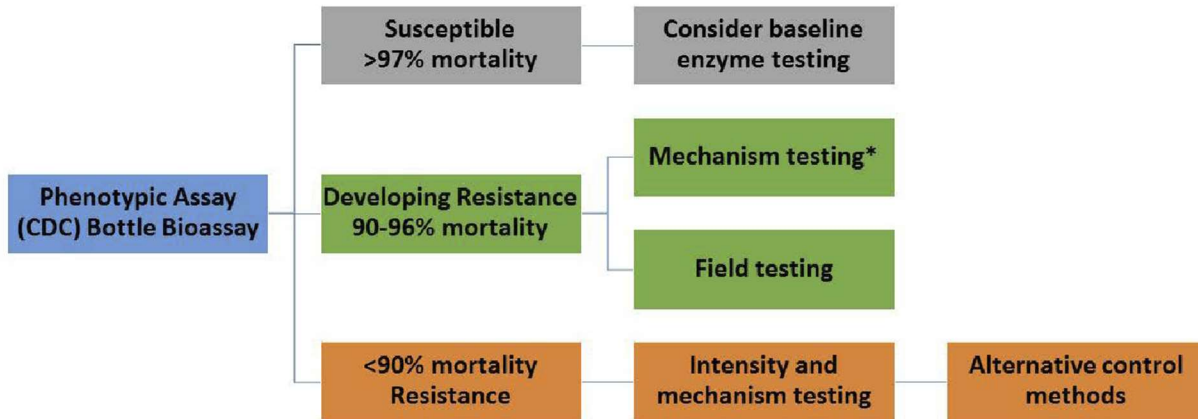 Phenotypic Assay
(CDC) Bottle Bioassay
Susceptible
>97% mortality
Consider baseline
enzyme testing
Developing Resistance
90-96% mortality
Mechanism testing*
Field testing
<90% mortality
Resistance
Intensity and
mechanism testing
Alternative control
methods